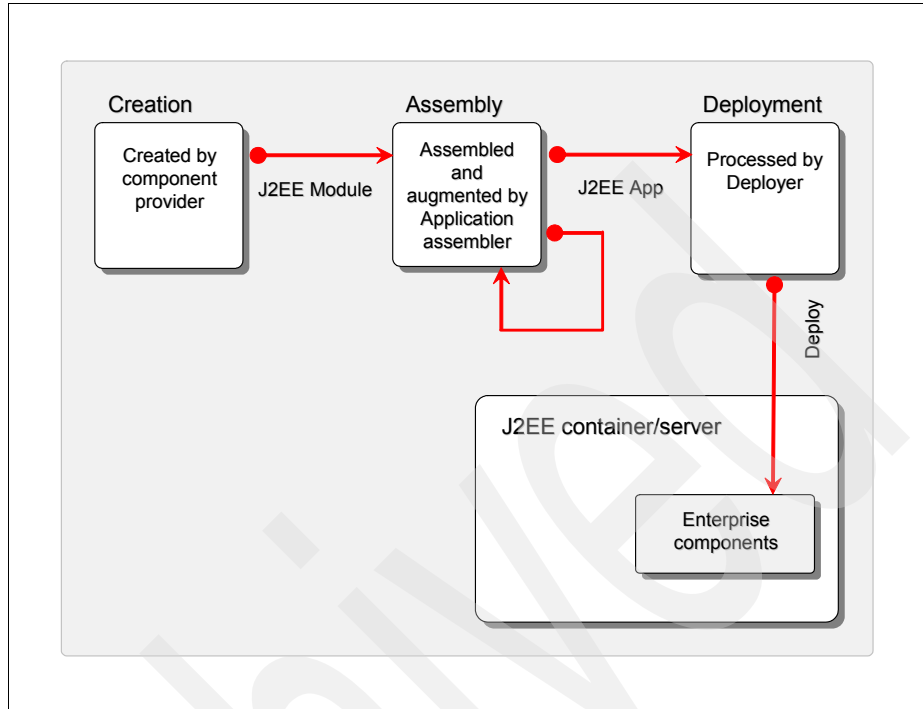 Creation
Assembly
Deployment
Created by
component
provider
J2EE Module
Assembled
and
augmented by
Application
assembler
J2EE App
Processed by
Deployer
Deploy
J2EE container/server
Enterprise
components